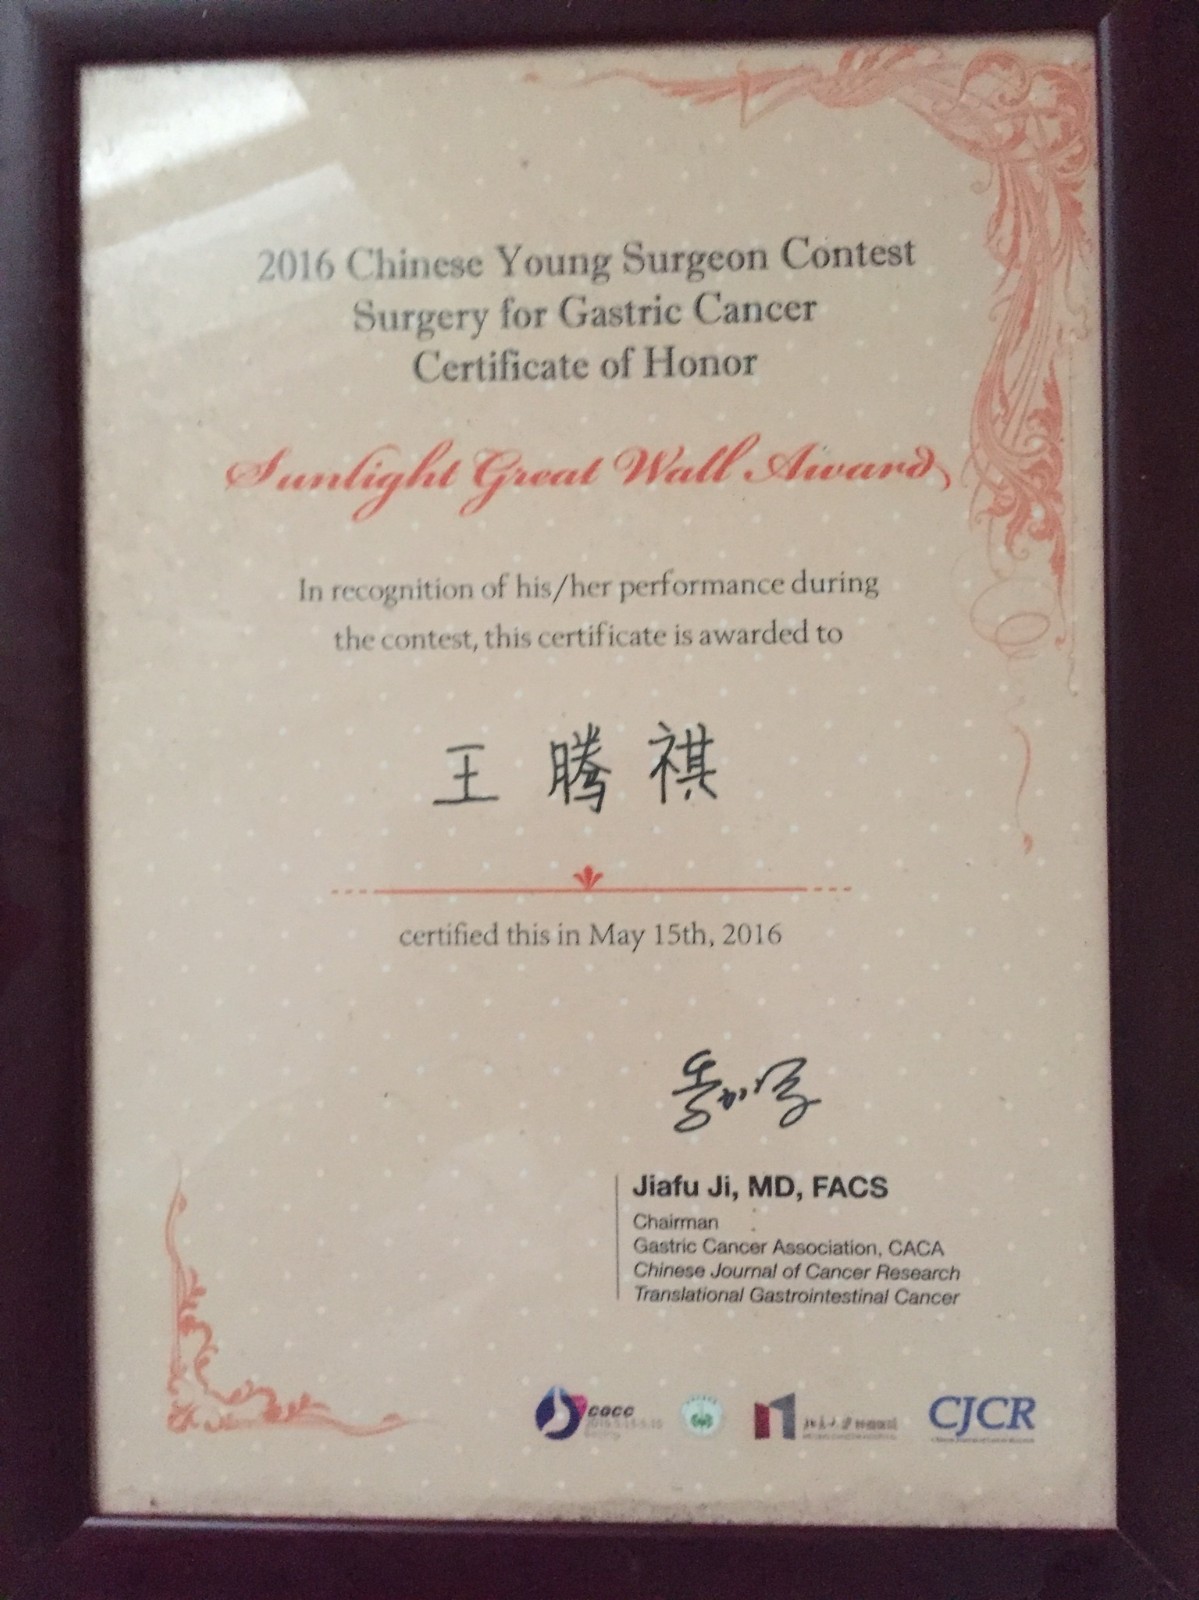 2016 Chinese Young Surgeon Contest
Surgery for Gastric Cancer
Certificate of Honor
Sunlight Great Wall Award
In recognition of his/her performance during
the contest, this certificate is awarded to
王腾祺
certified this in May 15th, 2016
Jiafu Ji, MD, FACS
Chairman
Gastric Cancer Association, CACA
Chinese Journal of Cancer Research
Translational Gastrointestinal Cancer
CGCC
CJCR